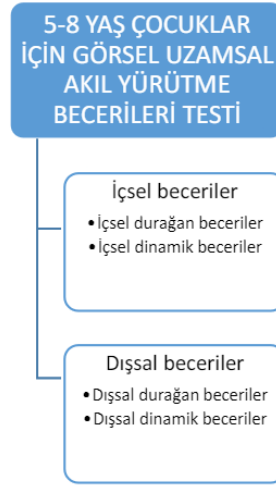 5-8 YAŞ ÇOCUKLAR
İÇİN GÖRSEL UZAMSAL
AKIL YÜRÜTME
BECERİLERİ TESTİ
İçsel beceriler
•İçsel durağan beceriler
•İçsel dinamik beceriler
Dışsal beceriler
•Dışsal durağan beceriler
•Dışsal dinamik beceriler